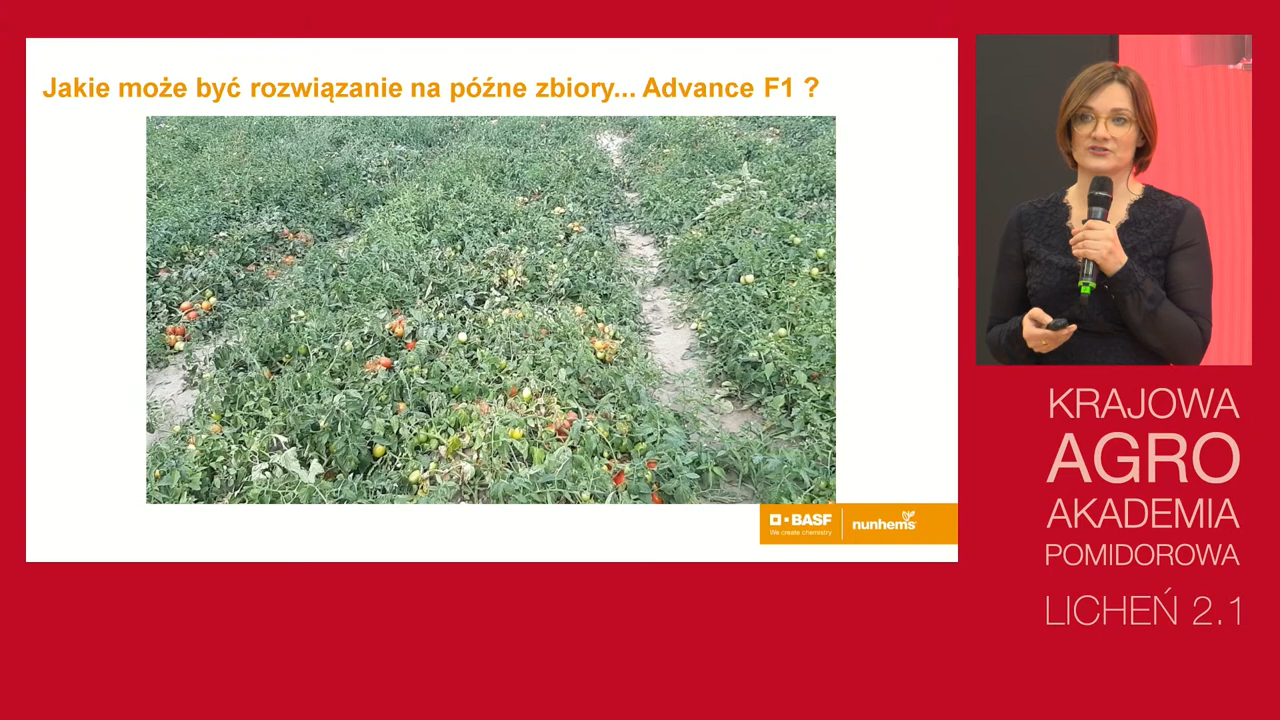 Jakie może być rozwiązanie na późne zbiory... Advance F1 ?
BASF
We create chemistry
nunhems
KRAJOWA
AGRO
AKADEMIA
POMIDOROWA
LICHEŃ 2.1